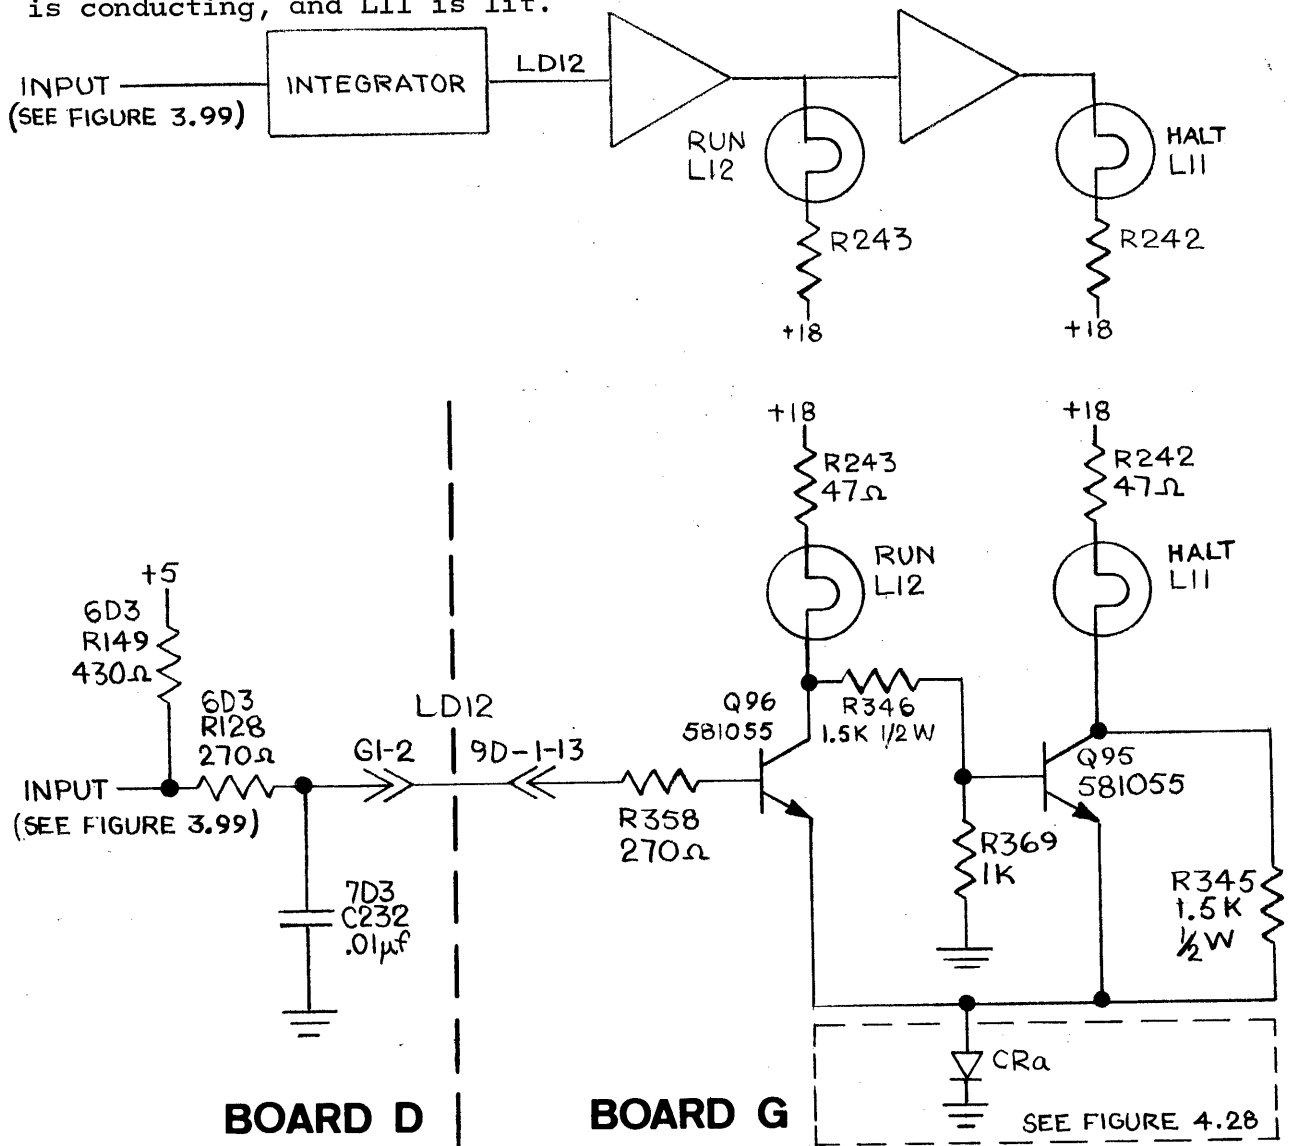 is conducting, and L11 is lit.
INPUT
(SEE FIGURE 3.99)
INTEGRATOR
LD12
RUN
L12
HALT
L11
R243
R242
+18
+18
+18
+18
R243
47Ω
R242
47Ω
RUN
L12
HALT
L11
+5
6D3
R149
430Ω
6D3
R128
270Ω
LD12
G1-2
9D-1-13
INPUT
(SEE FIGURE 3.99)
R358
270Ω
Q96
581055
R346
1.5K 1/2W
Q95
581055
R369
1K
R345
1.5K
1/2W
7D3
C232
.01µf
CRa
BOARD D
BOARD G
SEE FIGURE 4.28